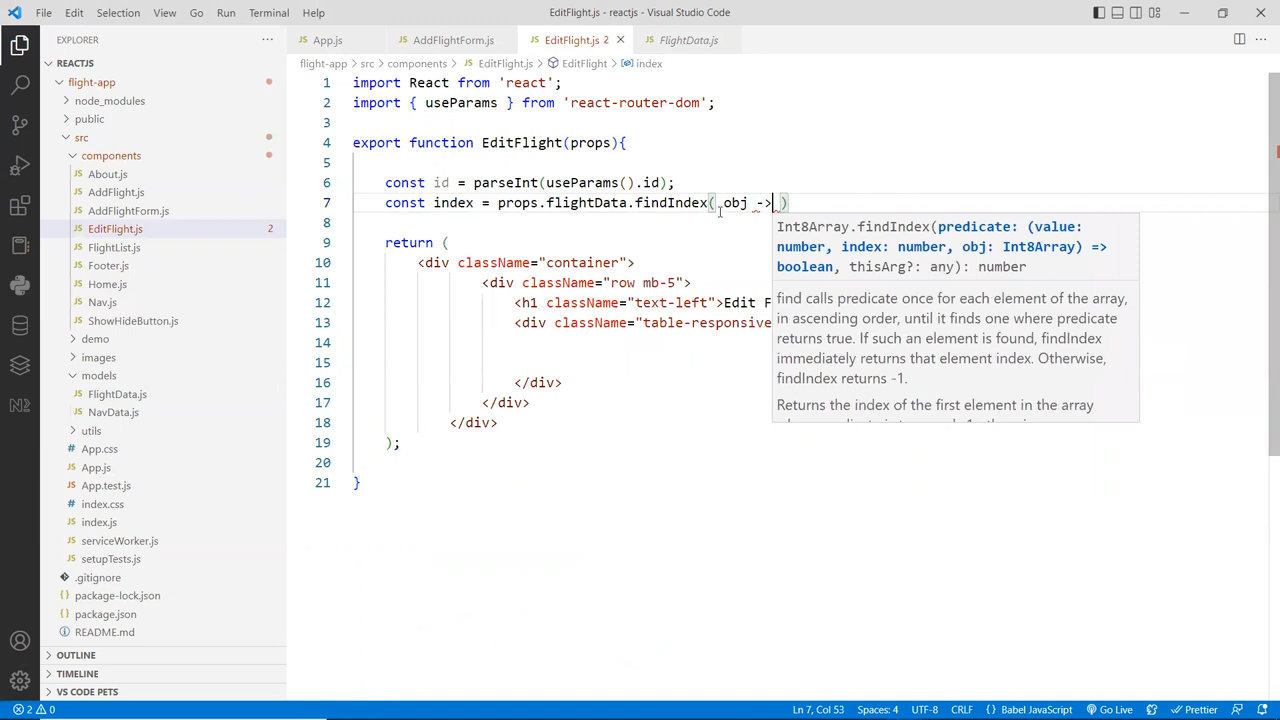 File Edit Selection View Go Run Terminal Help EditFlight.js - reactjs - Visual Studio Code
EXPLORER ···
App.js AddFlightForm.js EditFlight.js 2 FlightData.js
REACTJS
flight-app > src > components > EditFlight.js > EditFlight > index
flight-app
node_modules
public
src
components
About.js
AddFlight.js
AddFlightForm.js
EditFlight.js 2
FlightList.js
Footer.js
Home.js
Nav.js
ShowHideButton.js
demo
images
models
FlightData.js
NavData.js
utils
App.css
App.js
App.test.js
index.css
index.js
serviceWorker.js
setupTests.js
.gitignore
package-lock.json
package.json
README.md
OUTLINE
TIMELINE
VS CODE PETS
1 import React from 'react';
2 import { useParams } from 'react-router-dom';
3
4 export function EditFlight(props){
5
6 const id = parseInt(useParams().id);
7 const index = props.flightData.findIndex( obj -> )
8
9 return (
10 <div className="container">
11 <div className="row mb-5">
12 <h1 className="text-left">Edit F
13 <div className="table-responsive
14
15
16 </div>
17 </div>
18 </div>
19 );
20
21 }
Int8Array.findIndex(predicate: (value:
number, index: number, obj: Int8Array) =>
boolean, thisArg?: any): number
find calls predicate once for each element of the array,
in ascending order, until it finds one where predicate
returns true. If such an element is found, findIndex
immediately returns that element index. Otherwise,
findIndex returns -1.
Returns the index of the first element in the array
2 0 Ln 7, Col 53 Spaces: 4 UTF-8 CRLF {} Babel JavaScript Go Live Prettier